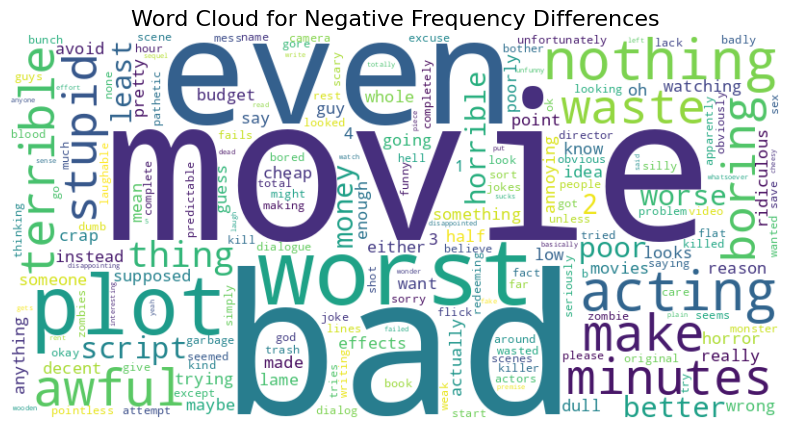 Word Cloud for Negative Frequency Differences
bunch scene mess name camera excuse unfortunately lack badly left
avoid hour gore write bother nothing
guys none pretty pathetic even scary totally poorly unfunny looking oh watching
stupid least budget fails rest looked whole completely guy waste sex
terrible say point ok director apparently obviously
blood anyone effort 4 going horrible know annoying boring ridiculous
sense much laughable bored hell 1 look obvious silly cheesy
go complete movie funny piece idea people save
dumb mean predictable guess cheap total might making money watch enough sort jokes put said got 2 worse whatsoever
thinking crap kill laugh something disappointed sucks unless problem video wanted
disappointing instead thing dialogue 3 half basically tried flat killed
supposed either believe low poor looks saying reason
someone zombies worst shot wonder want fact far b movies
interesting yeah simply sorry flick redeeming seriously acting care seems
plot god joke lines failed actually around zombie plain monster
anything okay script garbage trash effects wasted make horror
seemed bad made scenes please original really
decent give kind lame tries writing book weak killer actors premise minutes try
awful trying except
wooden pointless attempt maybe dialog start dull better wrong